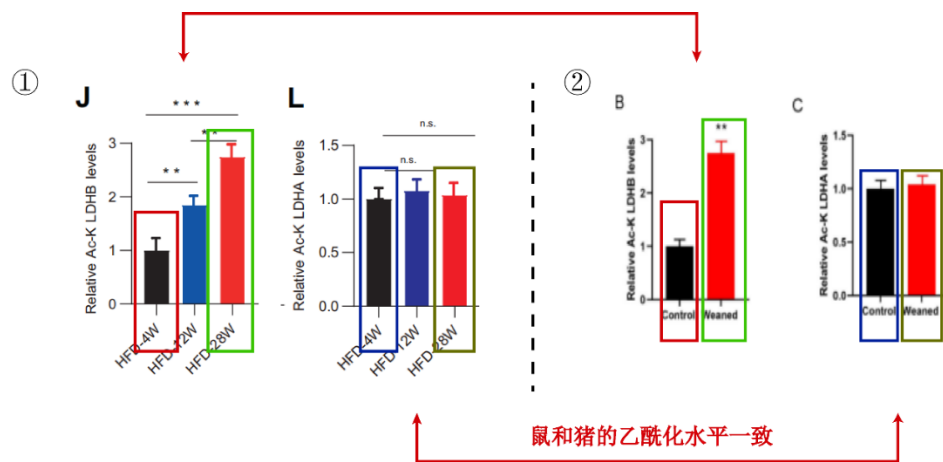 ①
J
Relative Ac-K LDHB levels
3
2
1
0
***
**
**
HFD-4W
HFD-12W
HFD-28W
L
Relative Ac-K LDHA levels
1.5
1.0
0.5
0.0
n.s.
n.s.
HFD-4W
HFD-12W
HFD-28W
②
B
Relative Ac-K LDHB levels
3
2
1
0
**
Control
Weaned
C
Relative Ac-K LDHA levels
1.5
1.0
0.5
0.0
Control
Weaned
鼠和猪的乙酰化水平一致